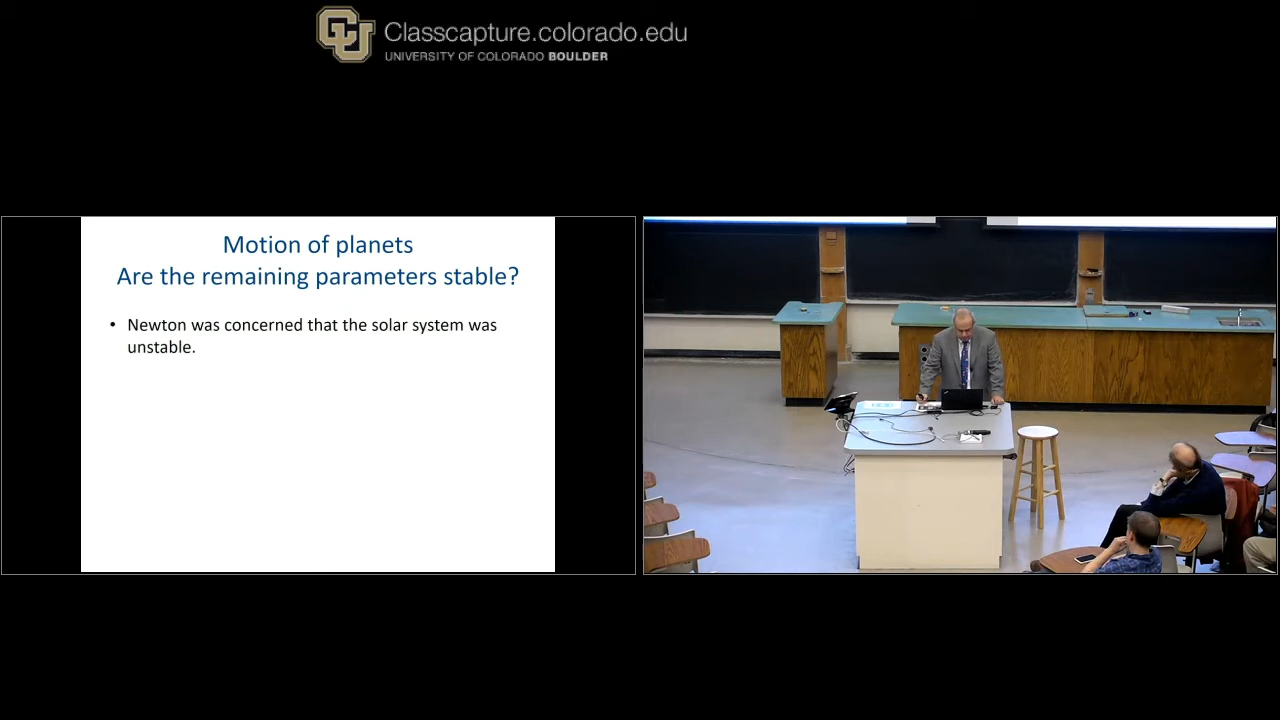 Classcapture.colorado.edu
UNIVERSITY OF COLORADO BOULDER
Motion of planets
Are the remaining parameters stable?
• Newton was concerned that the solar system was
unstable.